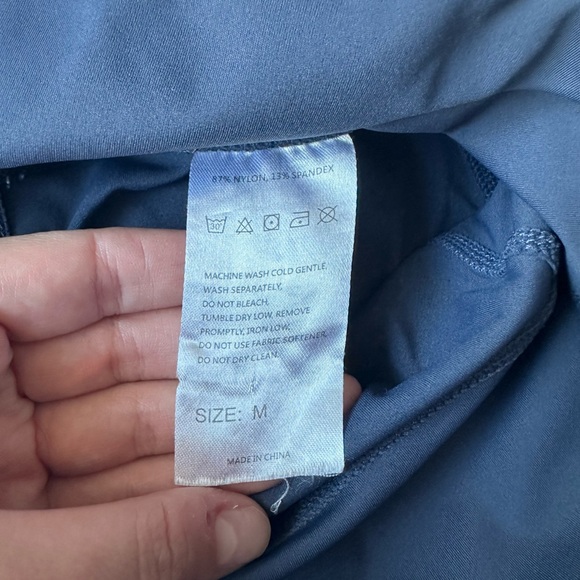 87% NYLON, 13% SPANDEX
30°
MACHINE WASH COLD GENTLE,
WASH SEPARATELY,
DO NOT BLEACH,
TUMBLE DRY LOW, REMOVE
PROMPTLY, IRON LOW,
DO NOT USE FABRIC SOFTENER,
DO NOT DRY CLEAN.
SIZE: M
MADE IN CHINA